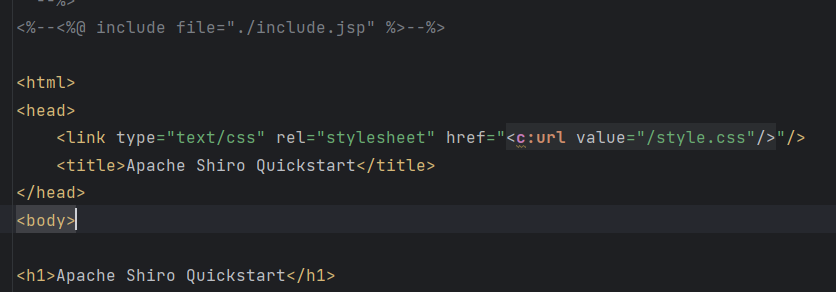 --%>
<%--<%@ include file="./include.jsp" %>--%>
<html>
<head>
<link type="text/css" rel="stylesheet" href="<c:url value="/style.css"/>"/>
<title>Apache Shiro Quickstart</title>
</head>
<body>
<h1>Apache Shiro Quickstart</h1>